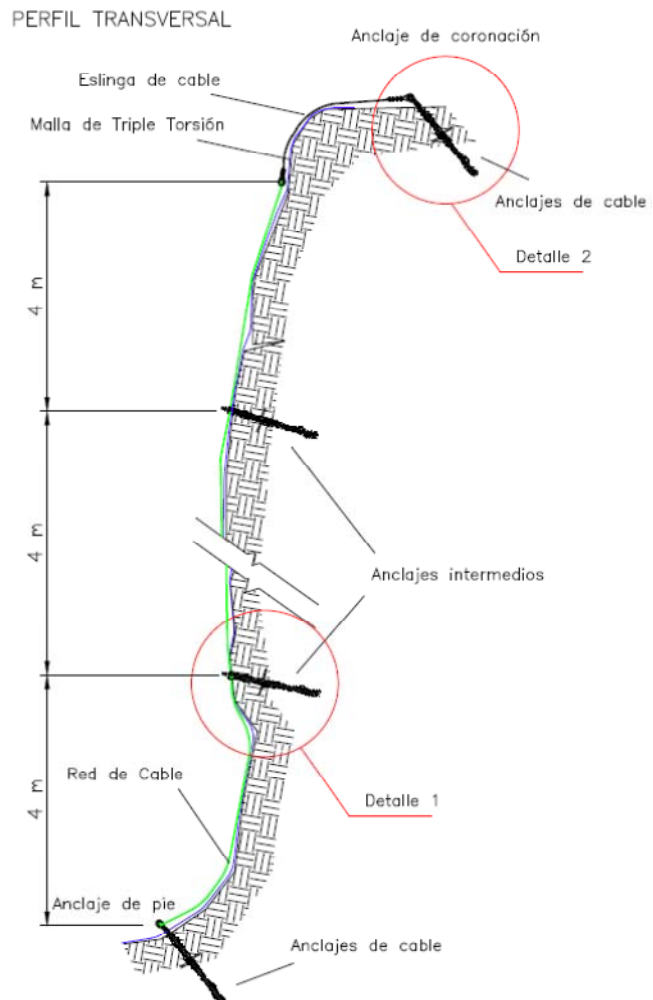 PERFIL TRANSVERSAL
Anclaje de coronación
Eslinga de cable
Malla de Triple Torsión
Anclajes de cable
Detalle 2
4 m
4 m
Anclajes intermedios
4 m
Red de Cable
Detalle 1
Anclaje de pie
Anclajes de cable